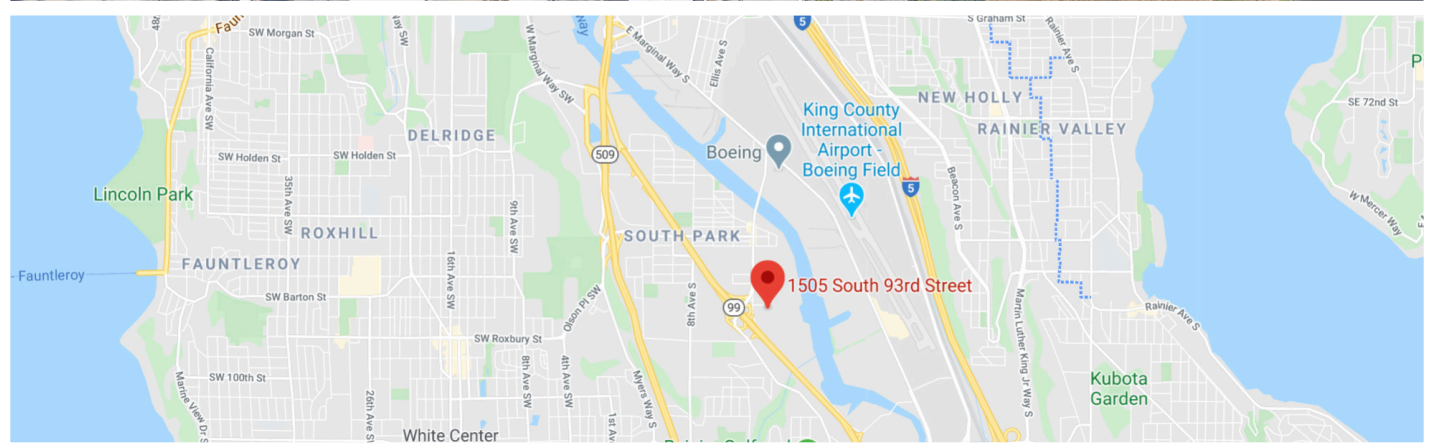 S Graham St
SW Morgan St
E Marginal Way S
Ellis Ave S
Rainier Ave S
California Ave SW
W Marginal Way SW
5
NEW HOLLY
RAINIER VALLEY
SE 72nd St
King County
International
Airport -
Boeing Field
DELRIDGE
Boeing
509
SW Holden St
SW Holden St
5
Lincoln Park
35th Ave SW
9th Ave SW
Beacon Ave S
W Mercer Way
ROXHILL
SOUTH PARK
FAUNTLEROY
- Fauntleroy
16th Ave SW
1505 South 93rd Street
SW Barton St
Olson Pl SW
8th Ave S
99
Rainier Ave S
Martin Luther King Jr Way S
SW Roxbury St
SW 100th St
8th Ave SW
4th Ave SW
Myers Way S
Kubota
Garden
Marine View Dr S
26th Ave S
1st Av
White Center